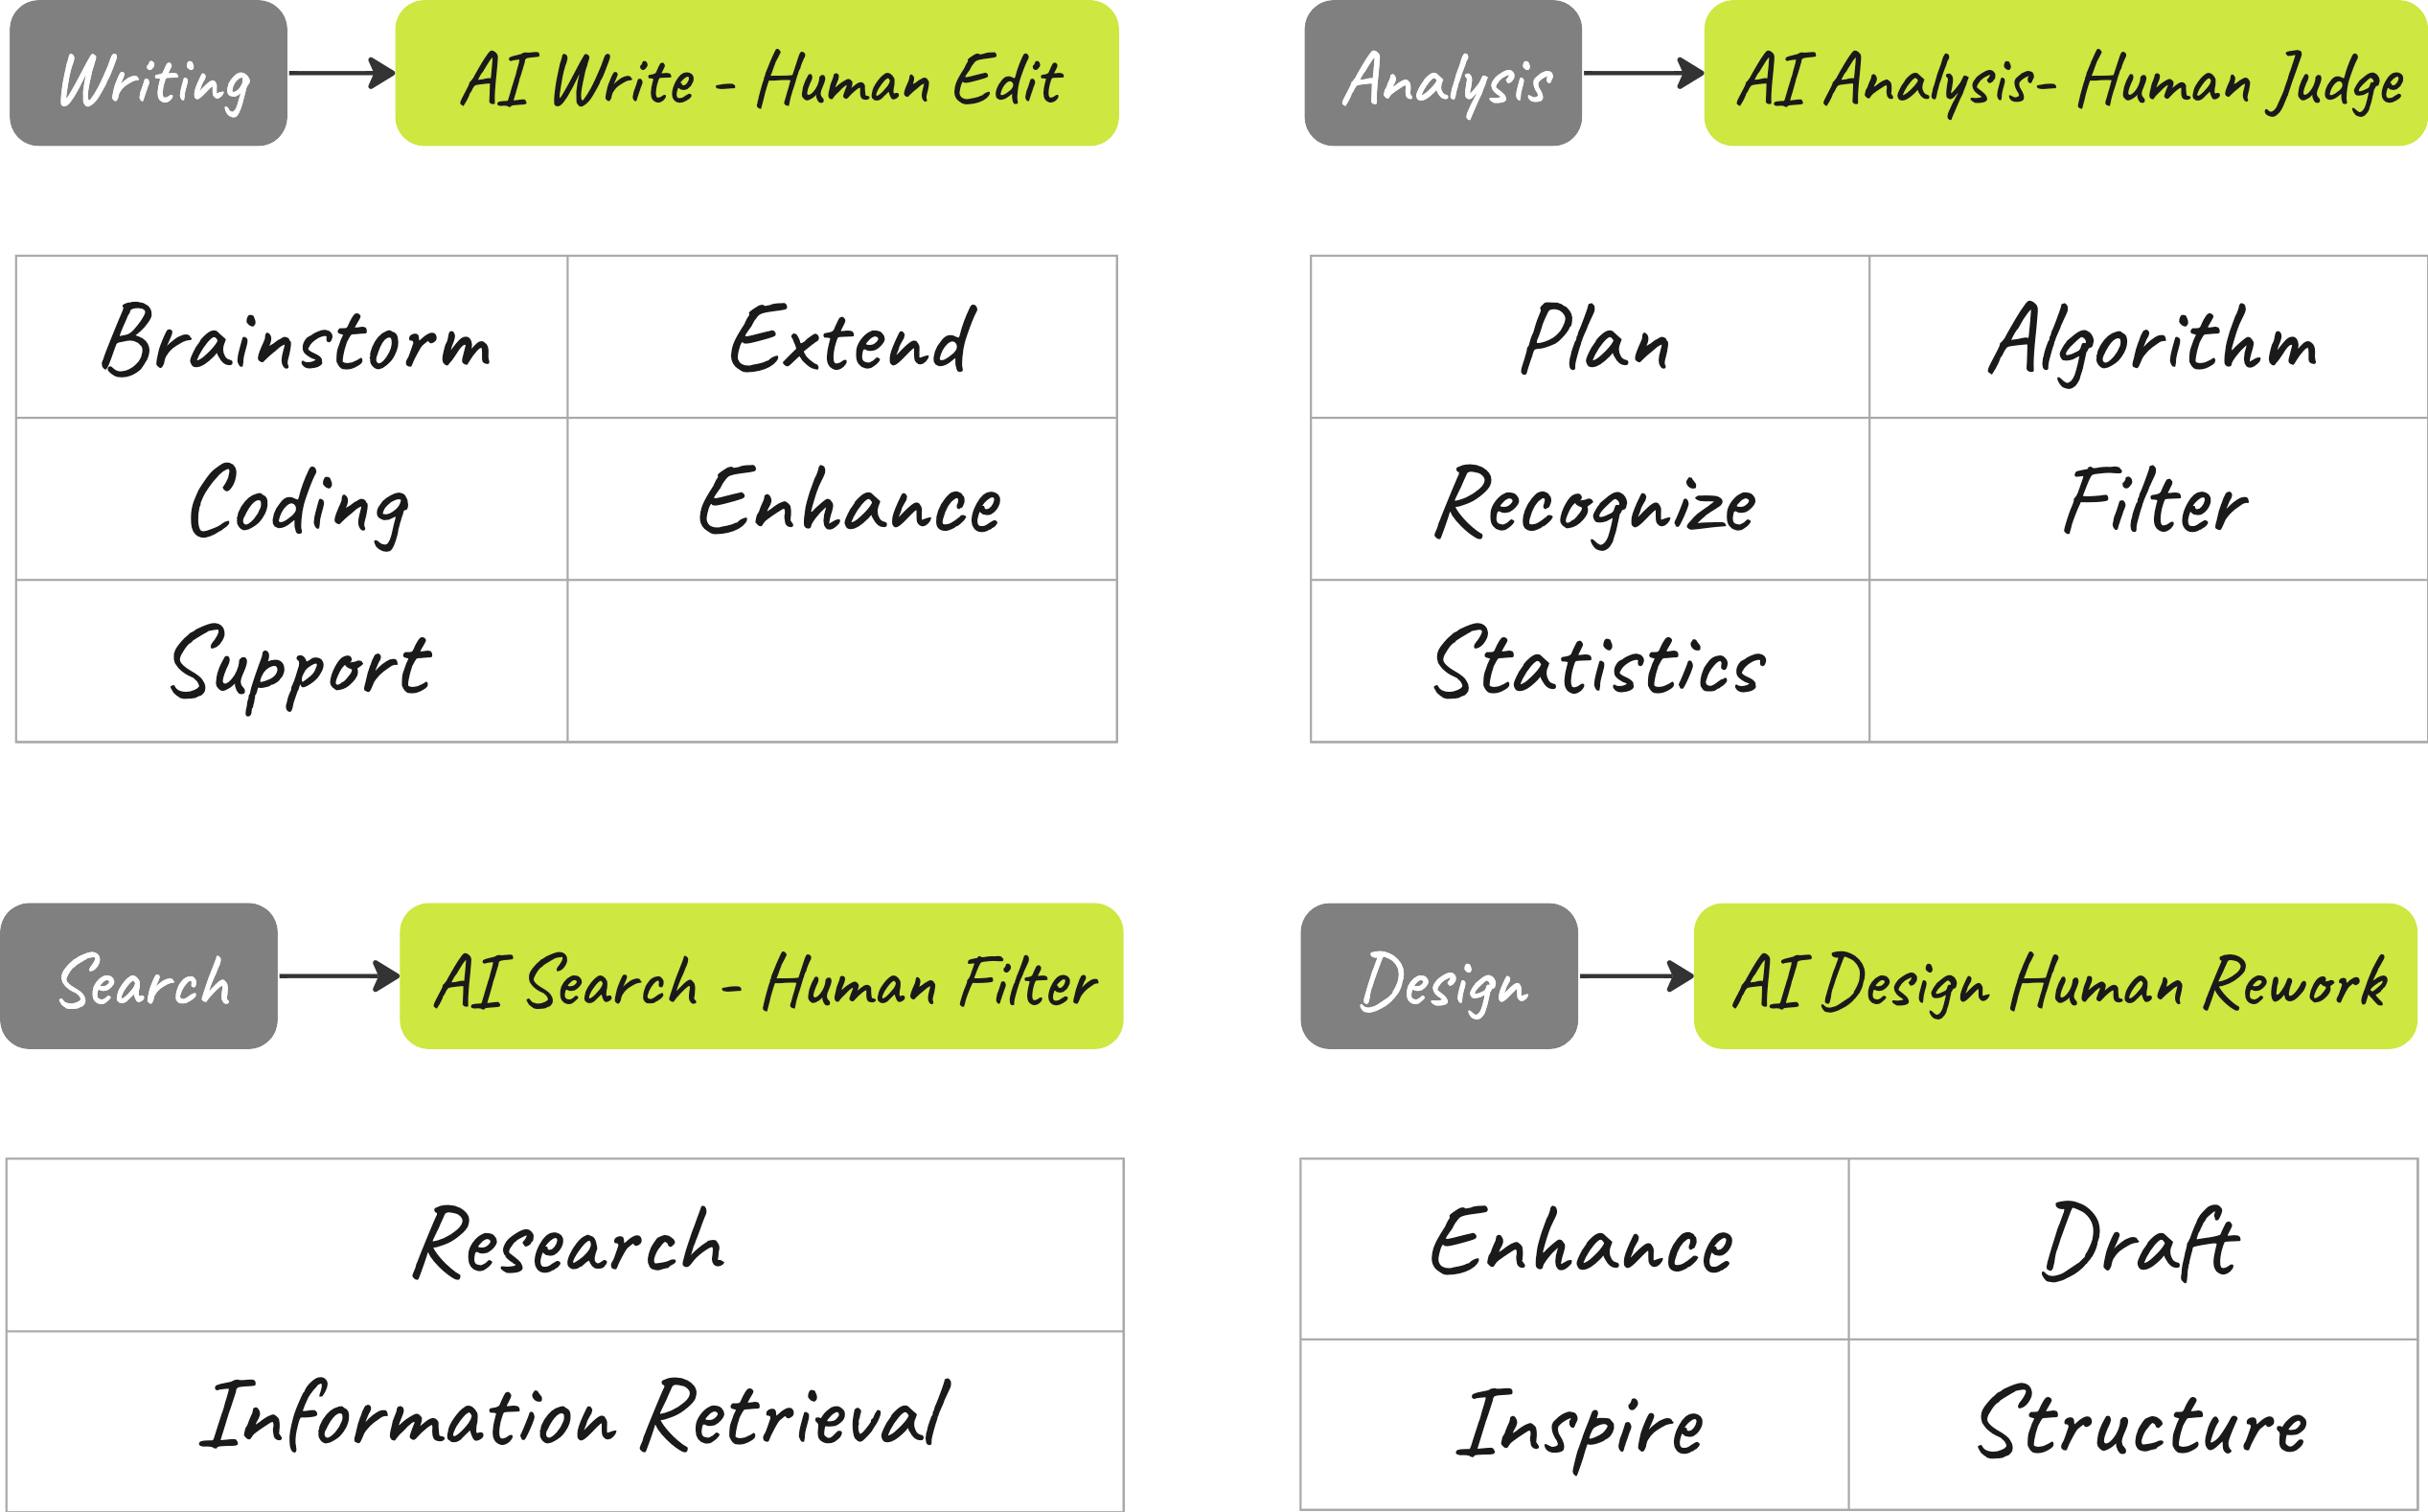 Writing
AI Write - Human Edit
Brainstorm
Extend
Coding
Enhance
Support
Analysis
AI Analysis- Human Judge
Plan
Algorithm
Recognize
Filter
Statistics
Search
AI Search - Human Filter
Research
Information Retrieval
Design
AI Design- Human Rework
Enhance
Draft
Inspire
Structure